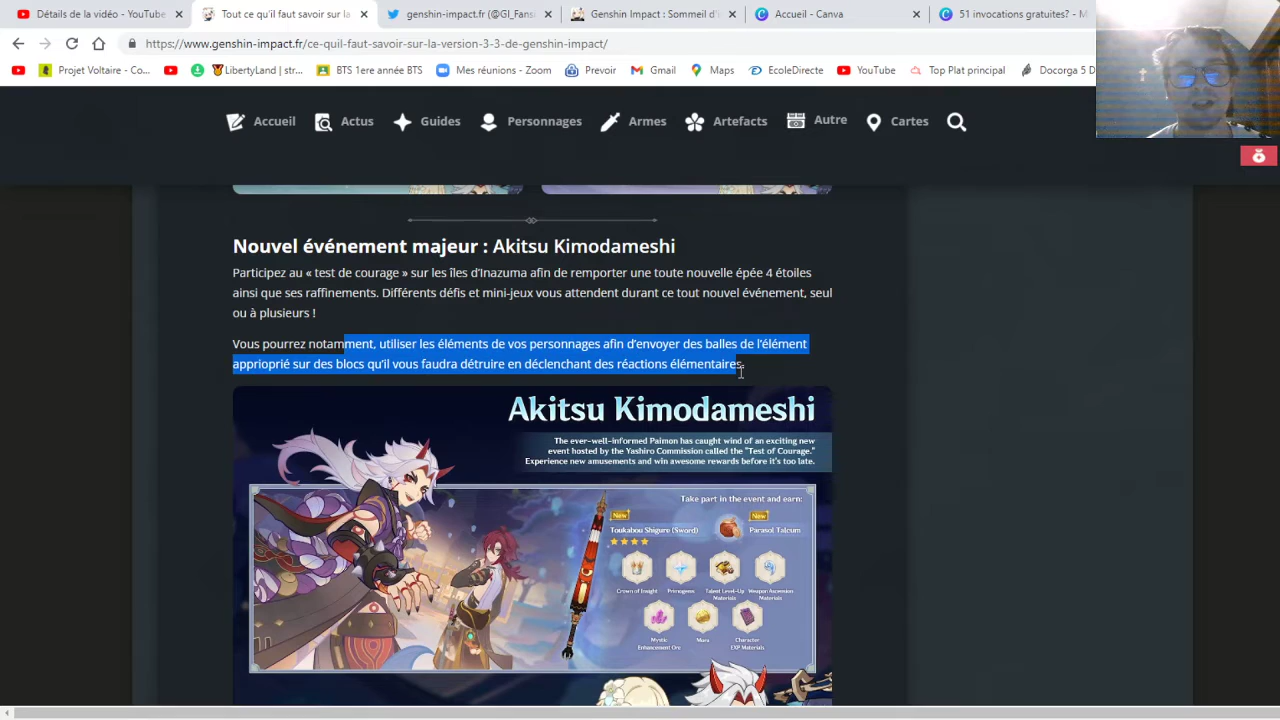 Détails de la vidéo - YouTube
Tout ce qu'il faut savoir sur la
genshin-impact.fr (@GI_Fans
Genshin Impact : Sommeil d'
Accueil - Canva
51 invocations gratuites? - M
https://www.genshin-impact.fr/ce-quil-faut-savoir-sur-la-version-3-3-de-genshin-impact/
Projet Voltaire - Co...
LibertyLand | str...
BTS 1ere année BTS
Mes réunions - Zoom
Prevoir
Gmail
Maps
EcoleDirecte
YouTube
Top Plat principal
Docorga 5 D
Accueil
Actus
Guides
Personnages
Armes
Artefacts
Autre
Cartes
Nouvel événement majeur : Akitsu Kimodameshi
Participez au « test de courage » sur les îles d'Inazuma afin de remporter une toute nouvelle épée 4 étoiles
ainsi que ses raffinements. Différents défis et mini-jeux vous attendent durant ce tout nouvel événement, seul
ou à plusieurs !
Vous pourrez notamment, utiliser les éléments de vos personnages afin d'envoyer des balles de l'élément
apprioprié sur des blocs qu'il vous faudra détruire en déclenchant des réactions élémentaires.
Akitsu Kimodameshi
The ever-well-informed Paimon has caught wind of an exciting new
event hosted by the Yashiro Commission called the "Test of Courage."
Experience new amusements and win awesome rewards before it's too late.
Take part in the event and earn:
New
Toukabou Shigure (Sword)
New
Parasol Talcum
Crown of Insight
Primogems
Talent Level-Up
Materials
Weapon Ascension
Materials
Mystic
Enhancement Ore
Mora
Character
EXP Materials